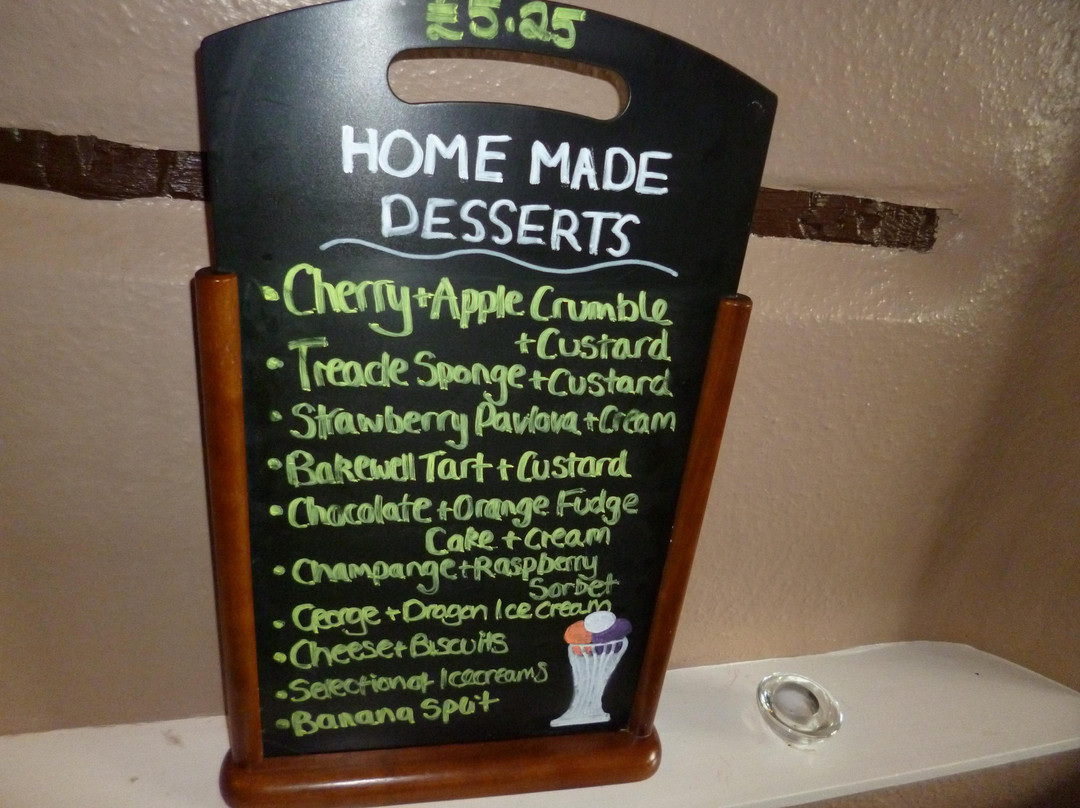 £5.25
HOME MADE
DESSERTS
• Cherry + Apple Crumble
+ Custard
• Treacle Sponge + Custard
• Strawberry Pavlova + Cream
• Bakewell Tart + Custard
• Chocolate + Orange Fudge
Cake + Cream
• Champange + Raspberry
Sorbet
• George + Dragon Ice cream
• Cheese + Biscuits
• Selection of Icecreams
• Banana Split